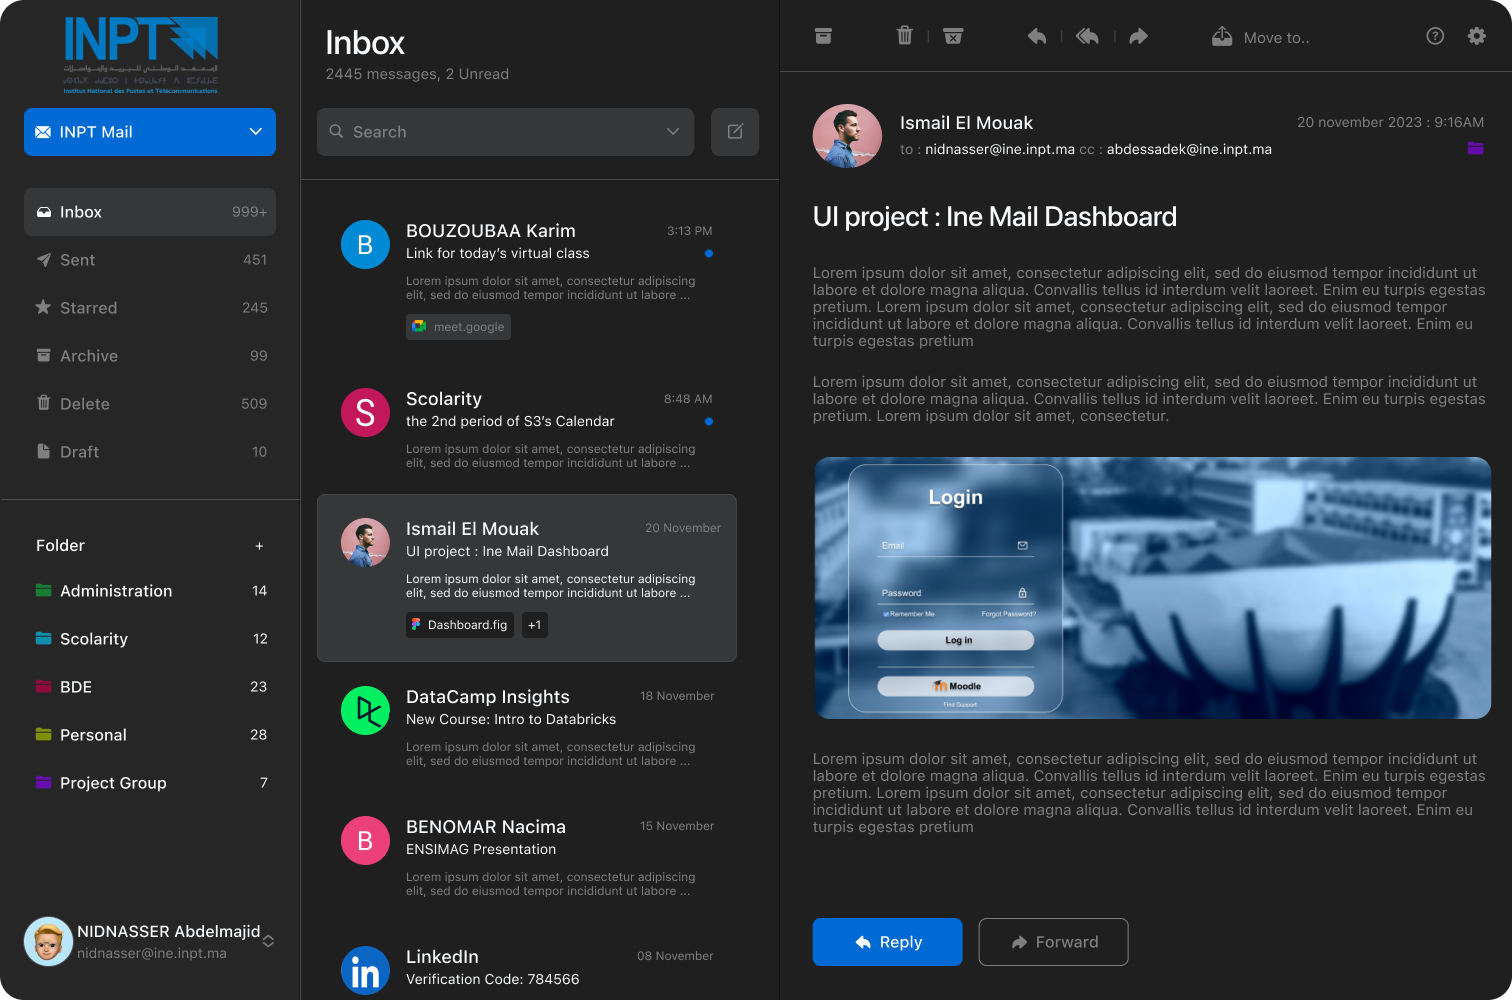 INPT
المعهد الوطني للبريد والمواصلات
Institut National des Postes et Télécommunications
INPT Mail
Inbox 999+
Sent 451
Starred 245
Archive 99
Delete 509
Draft 10
Folder +
Administration 14
Scolarity 12
BDE 23
Personal 28
Project Group 7
NIDNASSER Abdelmajid
nidnasser@ine.inpt.ma
Inbox
2445 messages, 2 Unread
Search
B
BOUZOUBAA Karim 3:13 PM
Link for today’s virtual class
Lorem ipsum dolor sit amet, consectetur adipiscing
elit, sed do eiusmod tempor incididunt ut labore ...
meet.google
S
Scolarity 8:48 AM
the 2nd period of S3’s Calendar
Lorem ipsum dolor sit amet, consectetur adipiscing
elit, sed do eiusmod tempor incididunt ut labore ...
Ismail El Mouak 20 November
UI project : Ine Mail Dashboard
Lorem ipsum dolor sit amet, consectetur adipiscing
elit, sed do eiusmod tempor incididunt ut labore ...
Dashboard.fig +1
DataCamp Insights 18 November
New Course: Intro to Databricks
Lorem ipsum dolor sit amet, consectetur adipiscing
elit, sed do eiusmod tempor incididunt ut labore ...
B
BENOMAR Nacima 15 November
ENSIMAG Presentation
Lorem ipsum dolor sit amet, consectetur adipiscing
elit, sed do eiusmod tempor incididunt ut labore ...
in
LinkedIn 08 November
Verification Code: 784566
Move to..
Ismail El Mouak 20 november 2023 : 9:16AM
to : nidnasser@ine.inpt.ma cc : abdessadek@ine.inpt.ma
UI project : Ine Mail Dashboard
Lorem ipsum dolor sit amet, consectetur adipiscing elit, sed do eiusmod tempor incididunt ut
labore et dolore magna aliqua. Convallis tellus id interdum velit laoreet. Enim eu turpis egestas
pretium. Lorem ipsum dolor sit amet, consectetur adipiscing elit, sed do eiusmod tempor
incididunt ut labore et dolore magna aliqua. Convallis tellus id interdum velit laoreet. Enim eu
turpis egestas pretium
Lorem ipsum dolor sit amet, consectetur adipiscing elit, sed do eiusmod tempor incididunt ut
labore et dolore magna aliqua. Convallis tellus id interdum velit laoreet. Enim eu turpis egestas
pretium. Lorem ipsum dolor sit amet, consectetur.
Login
Email
Password
Remember Me Forgot Password?
Log in
Moodle
Find Support
Lorem ipsum dolor sit amet, consectetur adipiscing elit, sed do eiusmod tempor incididunt ut
labore et dolore magna aliqua. Convallis tellus id interdum velit laoreet. Enim eu turpis egestas
pretium. Lorem ipsum dolor sit amet, consectetur adipiscing elit, sed do eiusmod tempor
incididunt ut labore et dolore magna aliqua. Convallis tellus id interdum velit laoreet. Enim eu
turpis egestas pretium
Reply
Forward